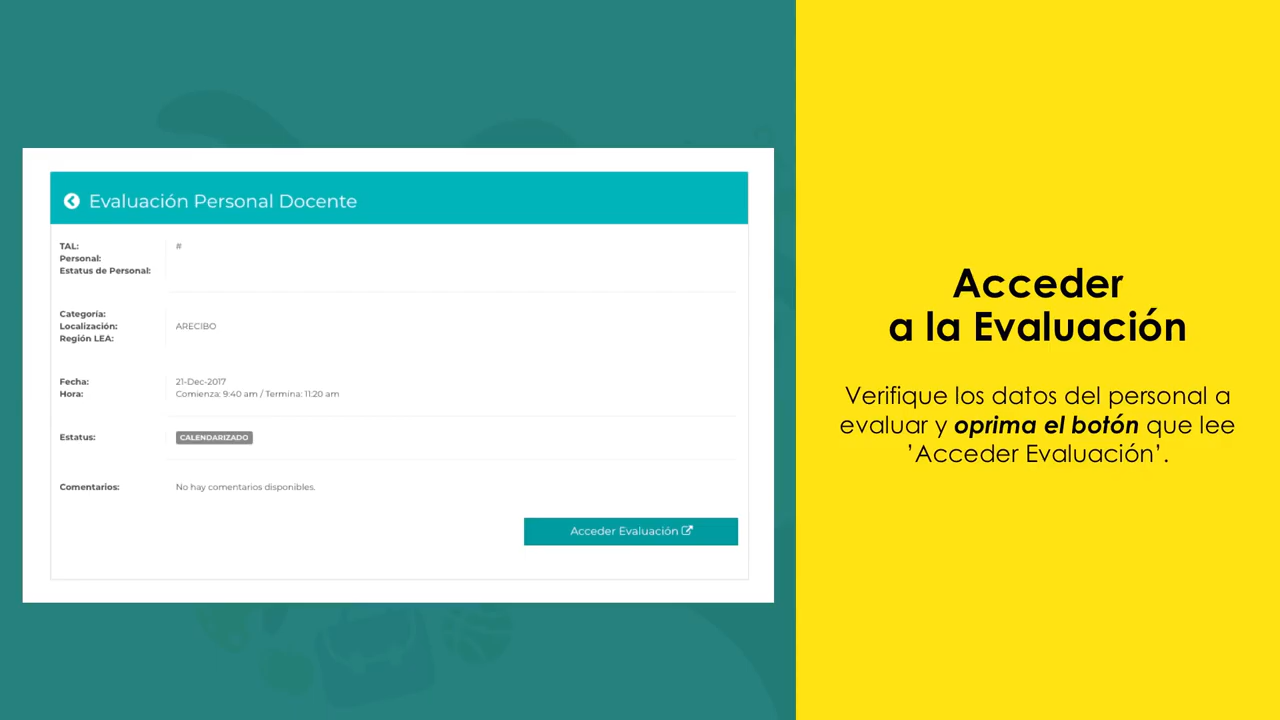 Evaluación Personal Docente
TAL: #
Personal:
Estatus de Personal:
Categoría:
Localización: ARECIBO
Región LEA:
Fecha: 21-Dec-2017
Hora: Comienza: 9:40 am / Termina: 11:20 am
Estatus: CALENDARIZADO
Comentarios: No hay comentarios disponibles.
Acceder Evaluación
Acceder
a la Evaluación
Verifique los datos del personal a
evaluar y oprima el botón que lee
’Acceder Evaluación’.